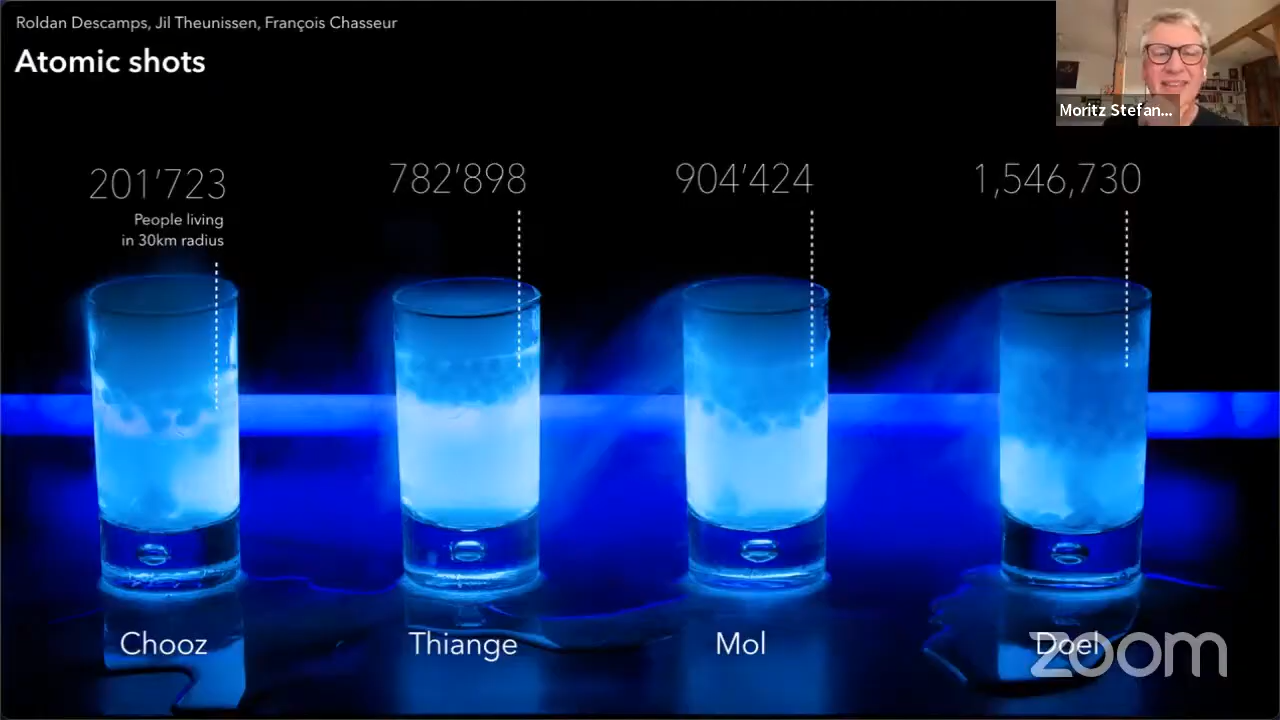 Roldan Descamps, Jil Theunissen, François Chasseur
Atomic shots
Moritz Stefan...
201’723
782’898
904’424
1,546,730
People living
in 30km radius
Chooz
Thiange
Mol
Doel
zoom